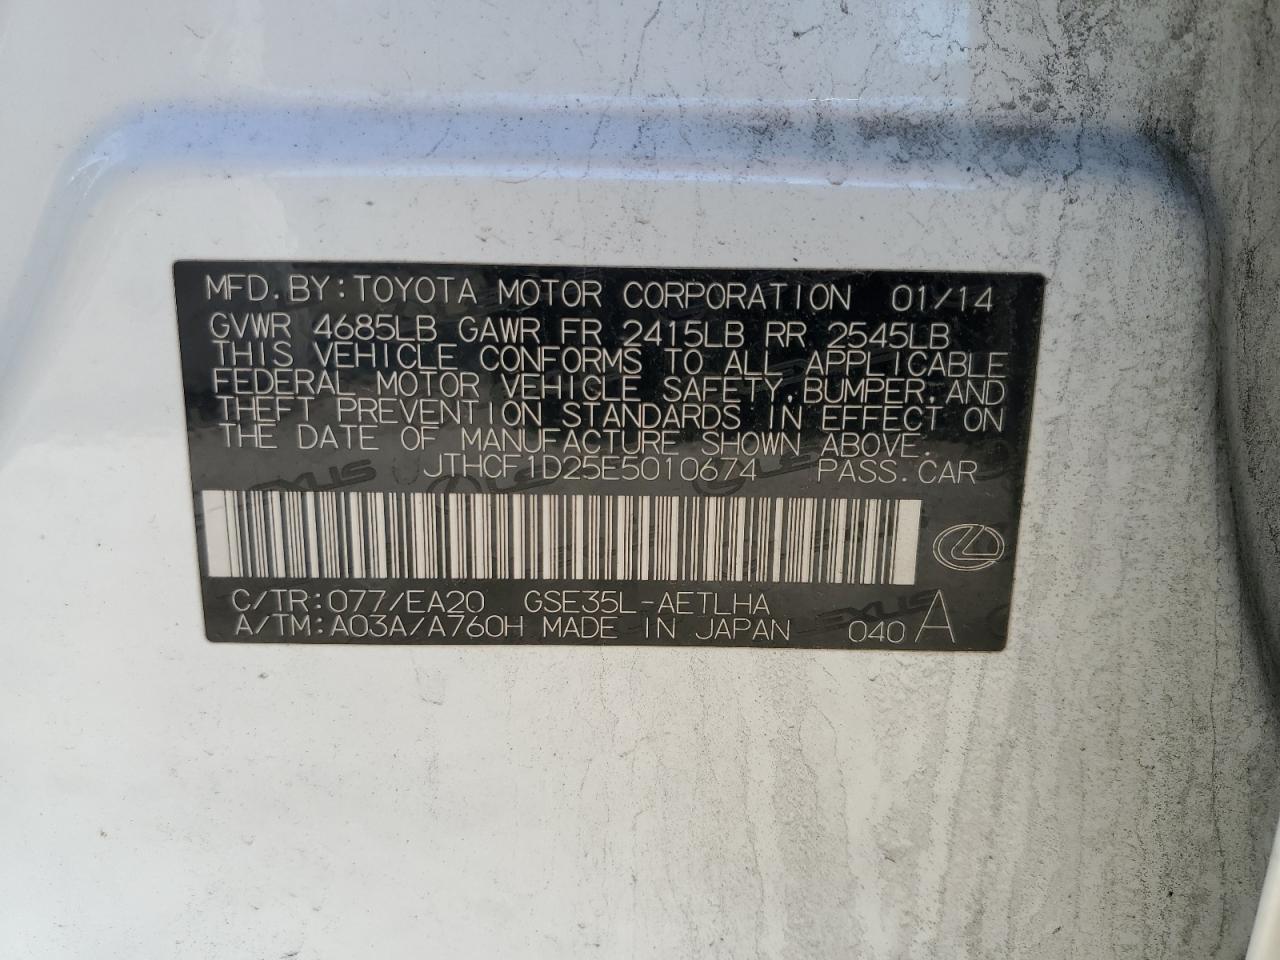 MFD. BY: TOYOTA MOTOR CORPORATION 01/14
GVWR 4685LB GAWR FR 2415LB RR 2545LB
THIS VEHICLE CONFORMS TO ALL APPLICABLE
FEDERAL MOTOR VEHICLE SAFETY, BUMPER, AND
THEFT PREVENTION STANDARDS IN EFFECT ON
THE DATE OF MANUFACTURE SHOWN ABOVE.
JTHCF1D25E5010674 PASS. CAR
C/TR: 077/EA20 GSE35L-AETLHA
A/TM: A03A/A760H MADE IN JAPAN 040 A